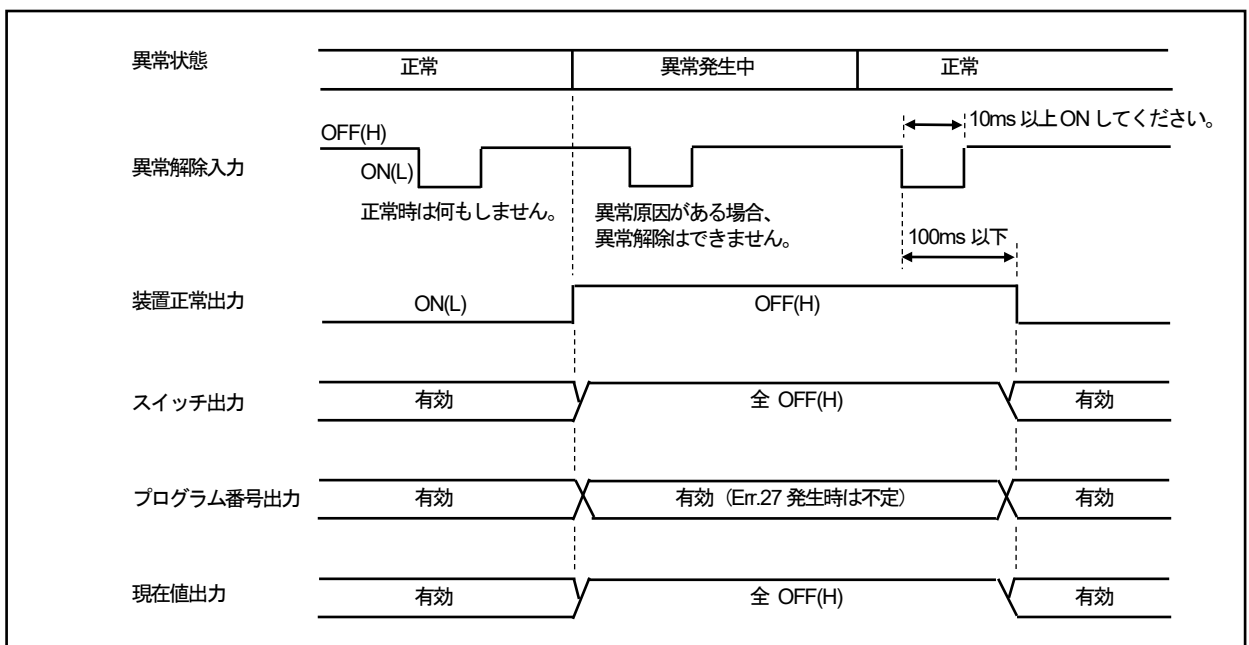 異常状態
正常
異常発生中
正常
10ms 以上ON してください。
OFF(H)
異常解除入力
ON(L)
正常時は何もしません。
異常原因がある場合、
異常解除はできません。
100ms 以下
装置正常出力
ON(L)
OFF(H)
スイッチ出力
有効
全 OFF(H)
有効
プログラム番号出力
有効
有効（Err.27 発生時は不定）
有効
現在値出力
有効
全 OFF(H)
有効